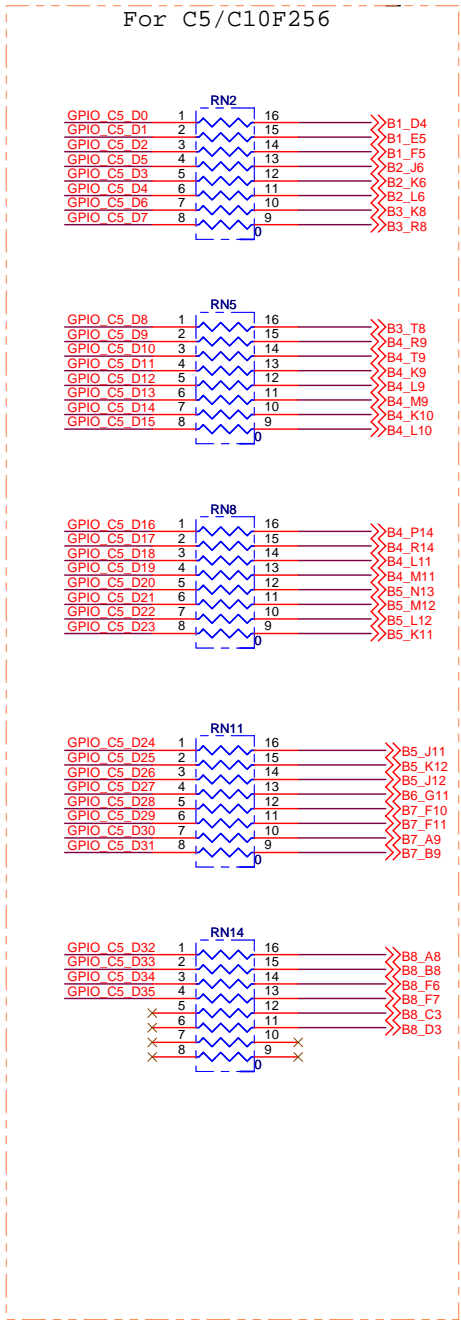 For C5/C10F256
RN2
GPIO_C5_D0 1 16 B1_D4
GPIO_C5_D1 2 15 B1_E5
GPIO_C5_D2 3 14 B1_F5
GPIO_C5_D5 4 13 B2_J6
GPIO_C5_D3 5 12 B2_K6
GPIO_C5_D4 6 11 B2_L6
GPIO_C5_D6 7 10 B3_K8
GPIO_C5_D7 8 9 B3_R8
0
RN5
GPIO_C5_D8 1 16 B3_T8
GPIO_C5_D9 2 15 B4_R9
GPIO_C5_D10 3 14 B4_T9
GPIO_C5_D11 4 13 B4_K9
GPIO_C5_D12 5 12 B4_L9
GPIO_C5_D13 6 11 B4_M9
GPIO_C5_D14 7 10 B4_K10
GPIO_C5_D15 8 9 B4_L10
0
RN8
GPIO_C5_D16 1 16 B4_P14
GPIO_C5_D17 2 15 B4_R14
GPIO_C5_D18 3 14 B4_L11
GPIO_C5_D19 4 13 B4_M11
GPIO_C5_D20 5 12 B5_N13
GPIO_C5_D21 6 11 B5_M12
GPIO_C5_D22 7 10 B5_L12
GPIO_C5_D23 8 9 B5_K11
0
RN11
GPIO_C5_D24 1 16 B5_J11
GPIO_C5_D25 2 15 B5_K12
GPIO_C5_D26 3 14 B5_J12
GPIO_C5_D27 4 13 B6_G11
GPIO_C5_D28 5 12 B7_F10
GPIO_C5_D29 6 11 B7_F11
GPIO_C5_D30 7 10 B7_A9
GPIO_C5_D31 8 9 B7_B9
0
RN14
GPIO_C5_D32 1 16 B8_A8
GPIO_C5_D33 2 15 B8_B8
GPIO_C5_D34 3 14 B8_F6
GPIO_C5_D35 4 13 B8_F7
5 12 B8_C3
6 11 B8_D3
7 10
8 9
0